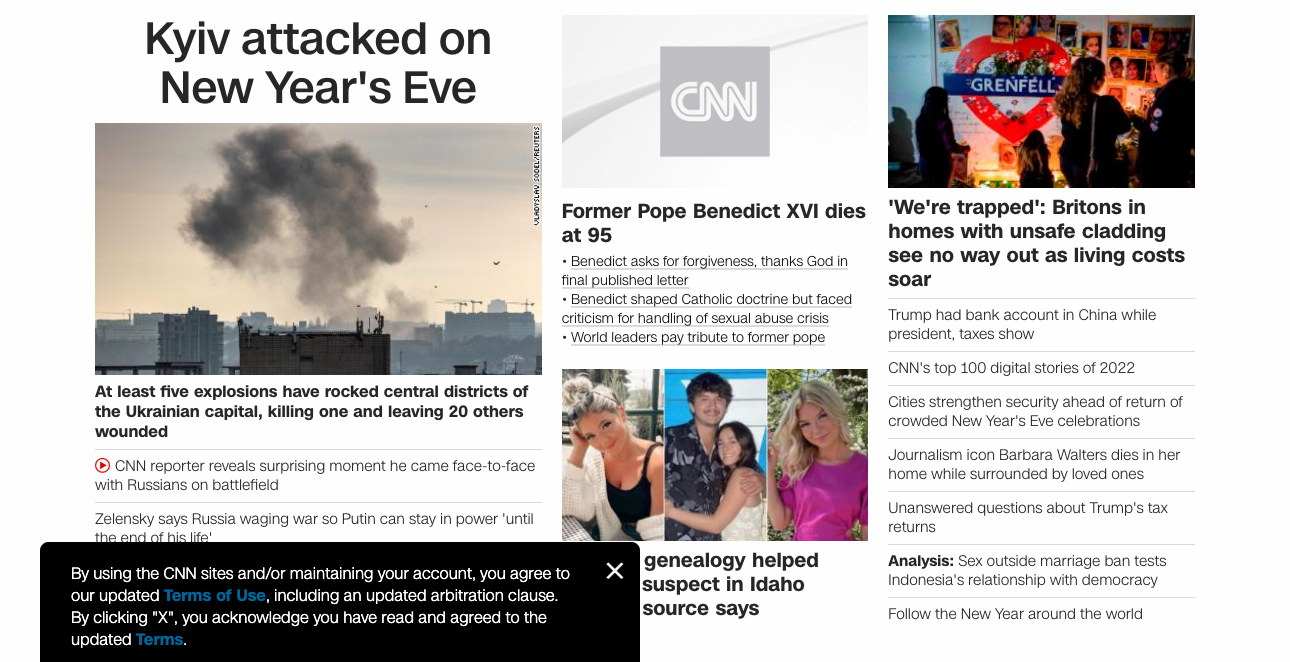 Kyiv attacked on
New Year's Eve
VLADYSLAV SODEL/REUTERS
At least five explosions have rocked central districts of
the Ukrainian capital, killing one and leaving 20 others
wounded
CNN reporter reveals surprising moment he came face-to-face
with Russians on battlefield
Zelensky says Russia waging war so Putin can stay in power 'until
the end of his life'
CNN
Former Pope Benedict XVI dies
at 95
• Benedict asks for forgiveness, thanks God in
final published letter
• Benedict shaped Catholic doctrine but faced
criticism for handling of sexual abuse crisis
• World leaders pay tribute to former pope
genealogy helped
suspect in Idaho
source says
GRENFELL
'We're trapped': Britons in
homes with unsafe cladding
see no way out as living costs
soar
Trump had bank account in China while
president, taxes show
CNN's top 100 digital stories of 2022
Cities strengthen security ahead of return of
crowded New Year's Eve celebrations
Journalism icon Barbara Walters dies in her
home while surrounded by loved ones
Unanswered questions about Trump's tax
returns
Analysis: Sex outside marriage ban tests
Indonesia's relationship with democracy
Follow the New Year around the world
By using the CNN sites and/or maintaining your account, you agree to
our updated Terms of Use, including an updated arbitration clause.
By clicking "X", you acknowledge you have read and agreed to the
updated Terms.